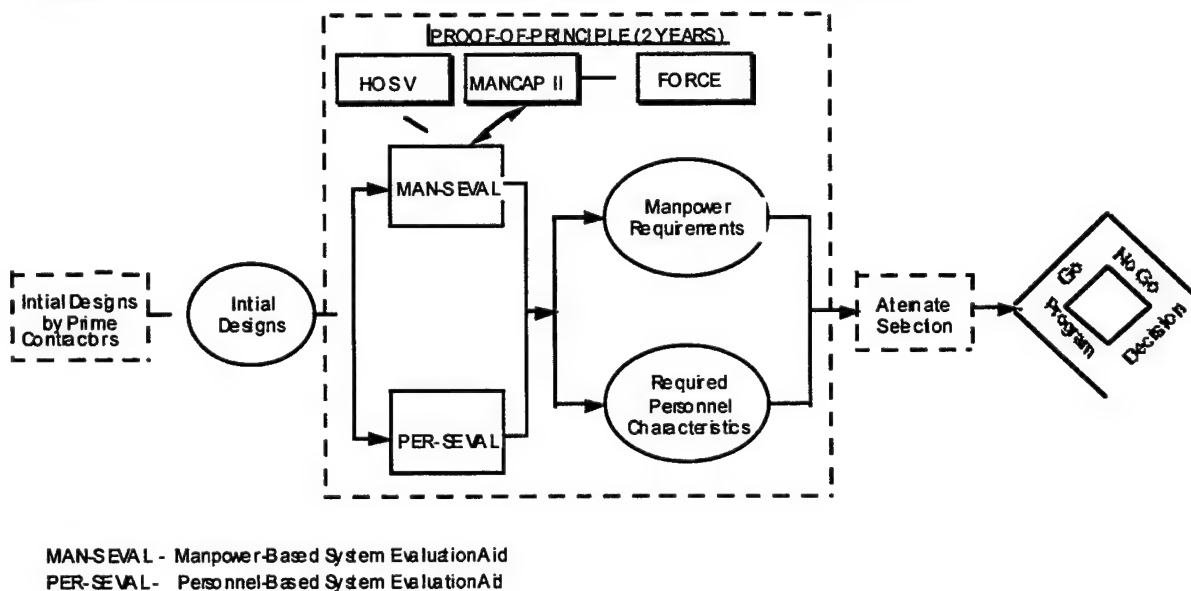 PROOF-OF-PRINCIPLE (2 YEARS)
HOS V
MANCAP II
FORCE
MAN-SEVAL
Manpower
Requirements
Intial Designs
by Prime
Contractors
Intial
Designs
Aternate
Selection
Go
No Go
Program
Decision
Required
Personnel
Characteristics
PER-SEVAL
MAN-SEVAL - Manpower-Based System Evaluation Aid
PER-SEVAL- Personnel-Based System Evaluation Aid